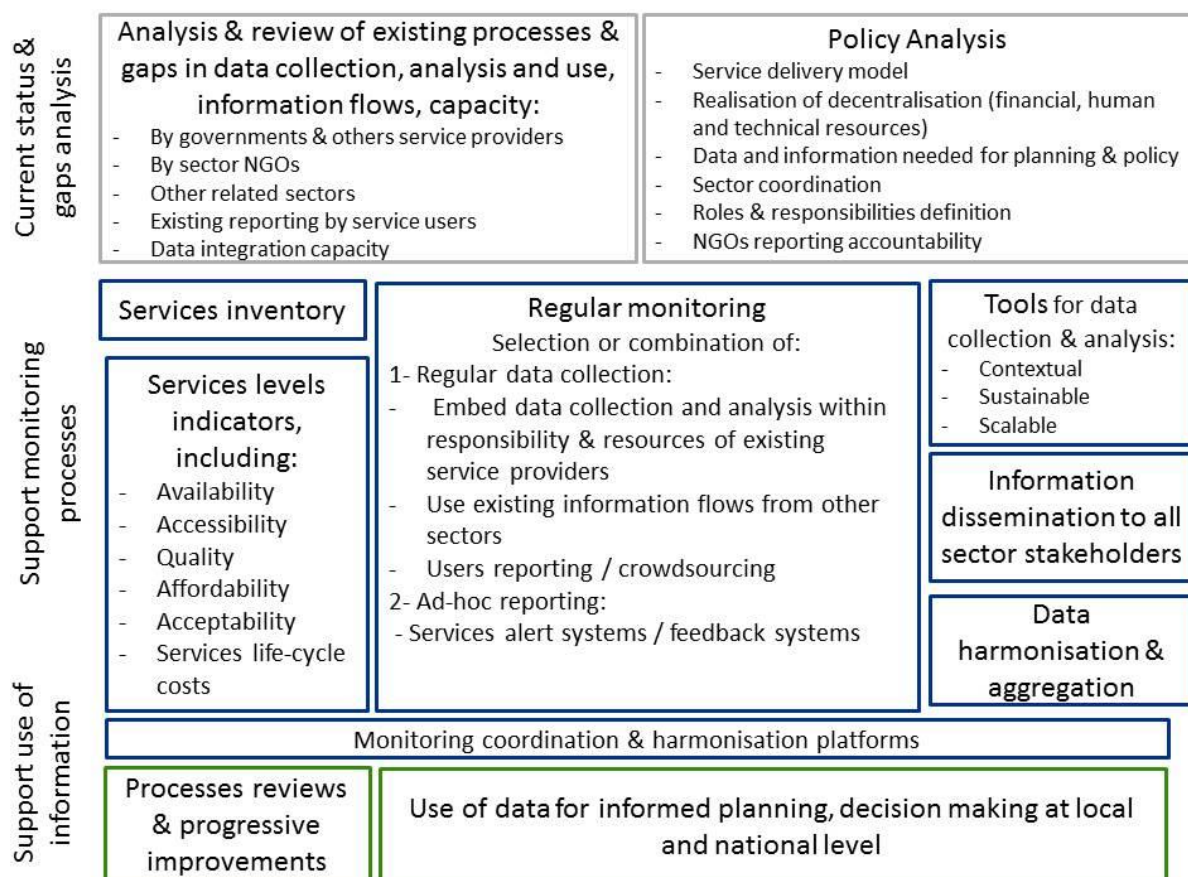 Current status &
gaps analysis
Analysis & review of existing processes &
gaps in data collection, analysis and use,
information flows, capacity:
- By governments & others service providers
- By sector NGOs
- Other related sectors
- Existing reporting by service users
- Data integration capacity
Policy Analysis
- Service delivery model
- Realisation of decentralisation (financial, human
and technical resources)
- Data and information needed for planning & policy
- Sector coordination
- Roles & responsibilities definition
- NGOs reporting accountability
Support monitoring
processes
Services inventory
Services levels
indicators,
including:
- Availability
- Accessibility
- Quality
- Affordability
- Acceptability
- Services life-cycle
costs
Regular monitoring
Selection or combination of:
1- Regular data collection:
- Embed data collection and analysis within
responsibility & resources of existing
service providers
- Use existing information flows from other
sectors
- Users reporting / crowdsourcing
2- Ad-hoc reporting:
- Services alert systems / feedback systems
Tools for data
collection & analysis:
- Contextual
- Sustainable
- Scalable
Information
dissemination to all
sector stakeholders
Data
harmonisation &
aggregation
Monitoring coordination & harmonisation platforms
Support use of
information
Processes reviews
& progressive
improvements
Use of data for informed planning, decision making at local
and national level